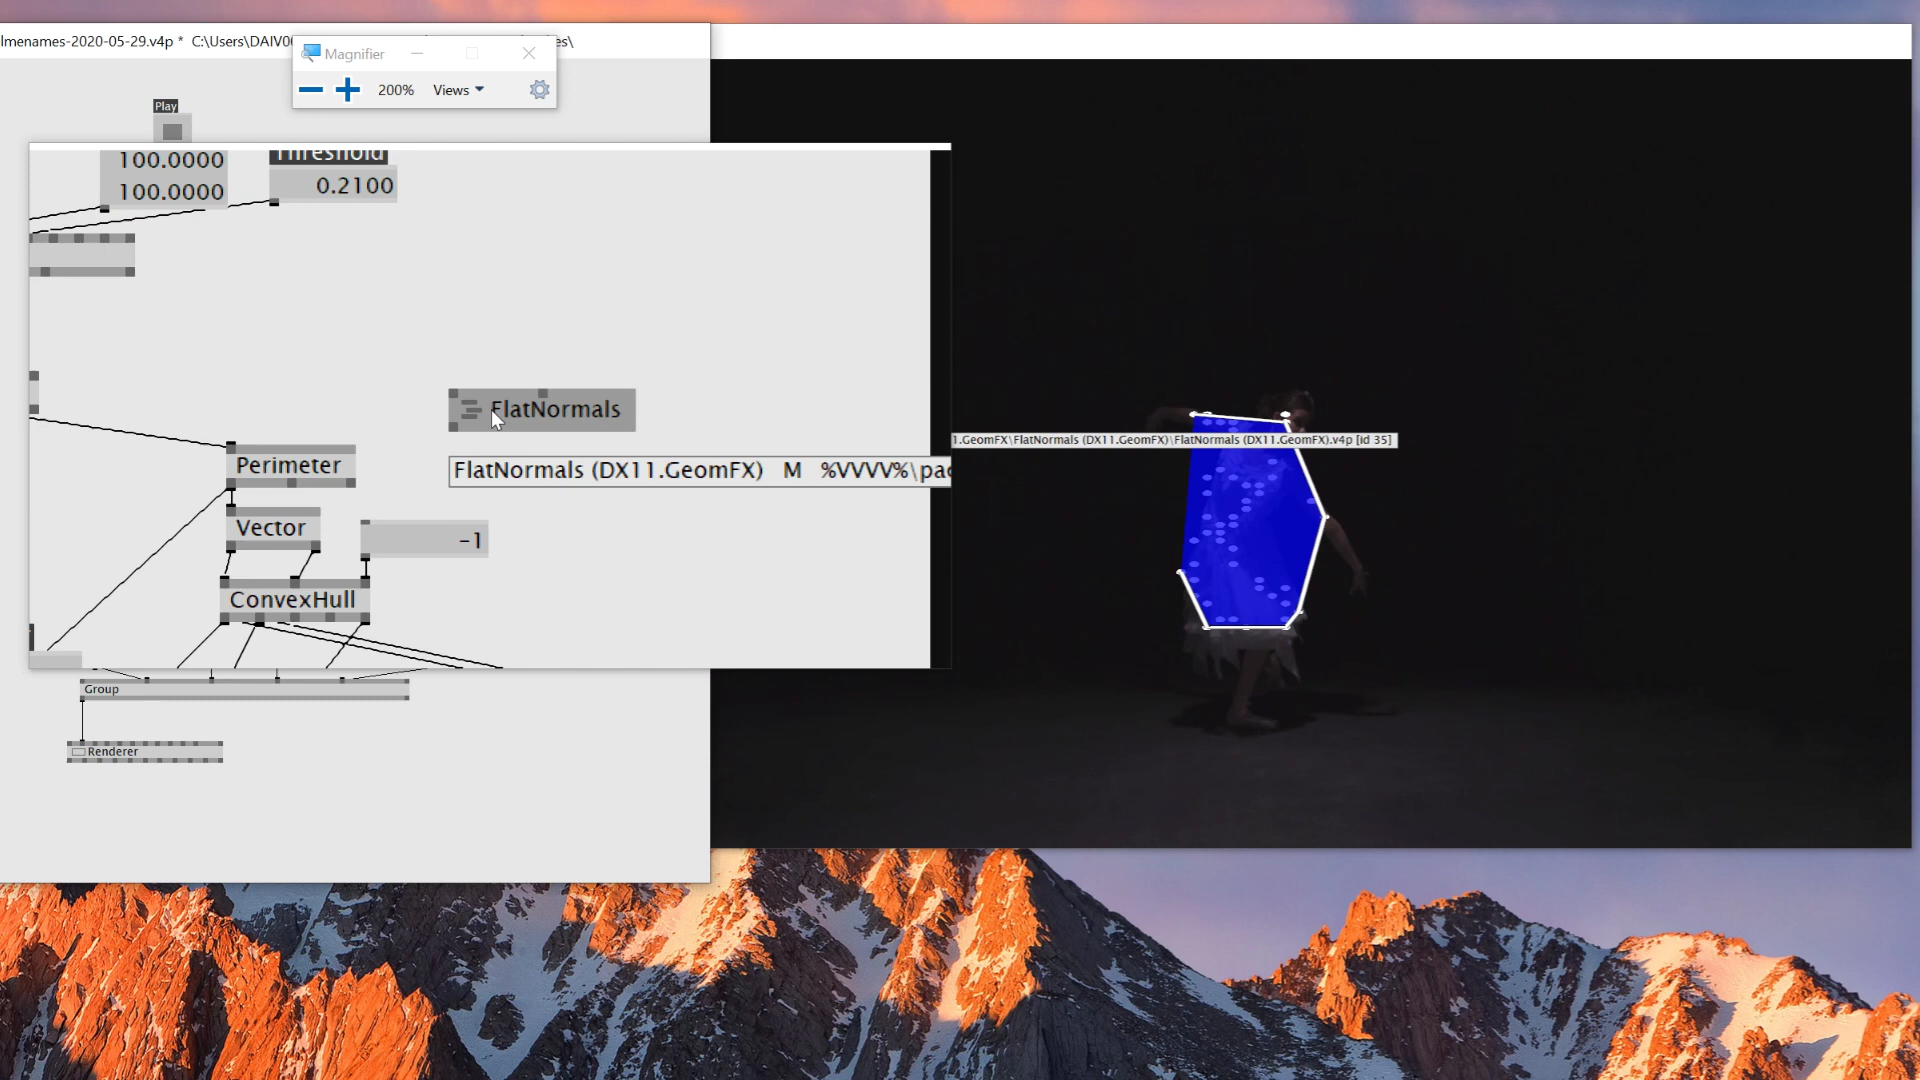 lmenames-2020-05-29.v4p * C:\Users\DAIV0
es\
Magnifier
200% Views
Play
100.0000
100.0000
Threshold
0.2100
FlatNormals
1.GeomFX\FlatNormals (DX11.GeomFX)\FlatNormals (DX11.GeomFX).v4p [id 35]
Perimeter
FlatNormals (DX11.GeomFX) M %VVVV%\pac
Vector
-1
ConvexHull
Group
Renderer